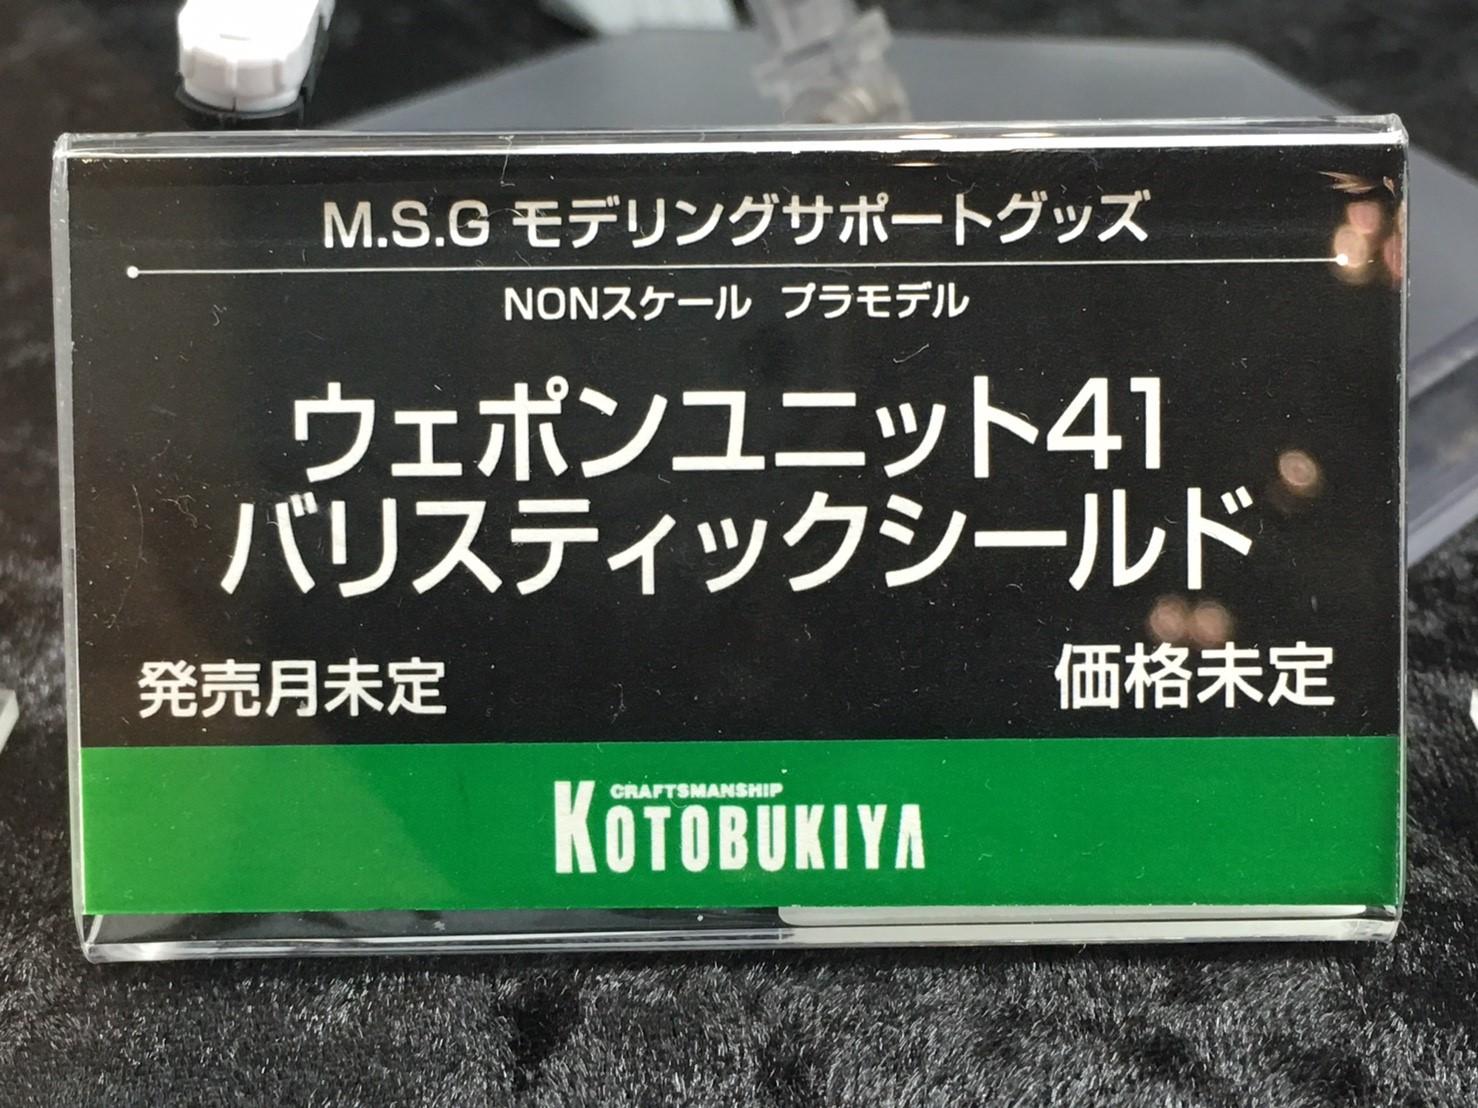 M.S.G モデリングサポートグッズ
NONスケール プラモデル
ウェポンユニット41
バリスティックシールド
発売月未定 価格未定
CRAFTSMANSHIP
KOTOBUKIYA